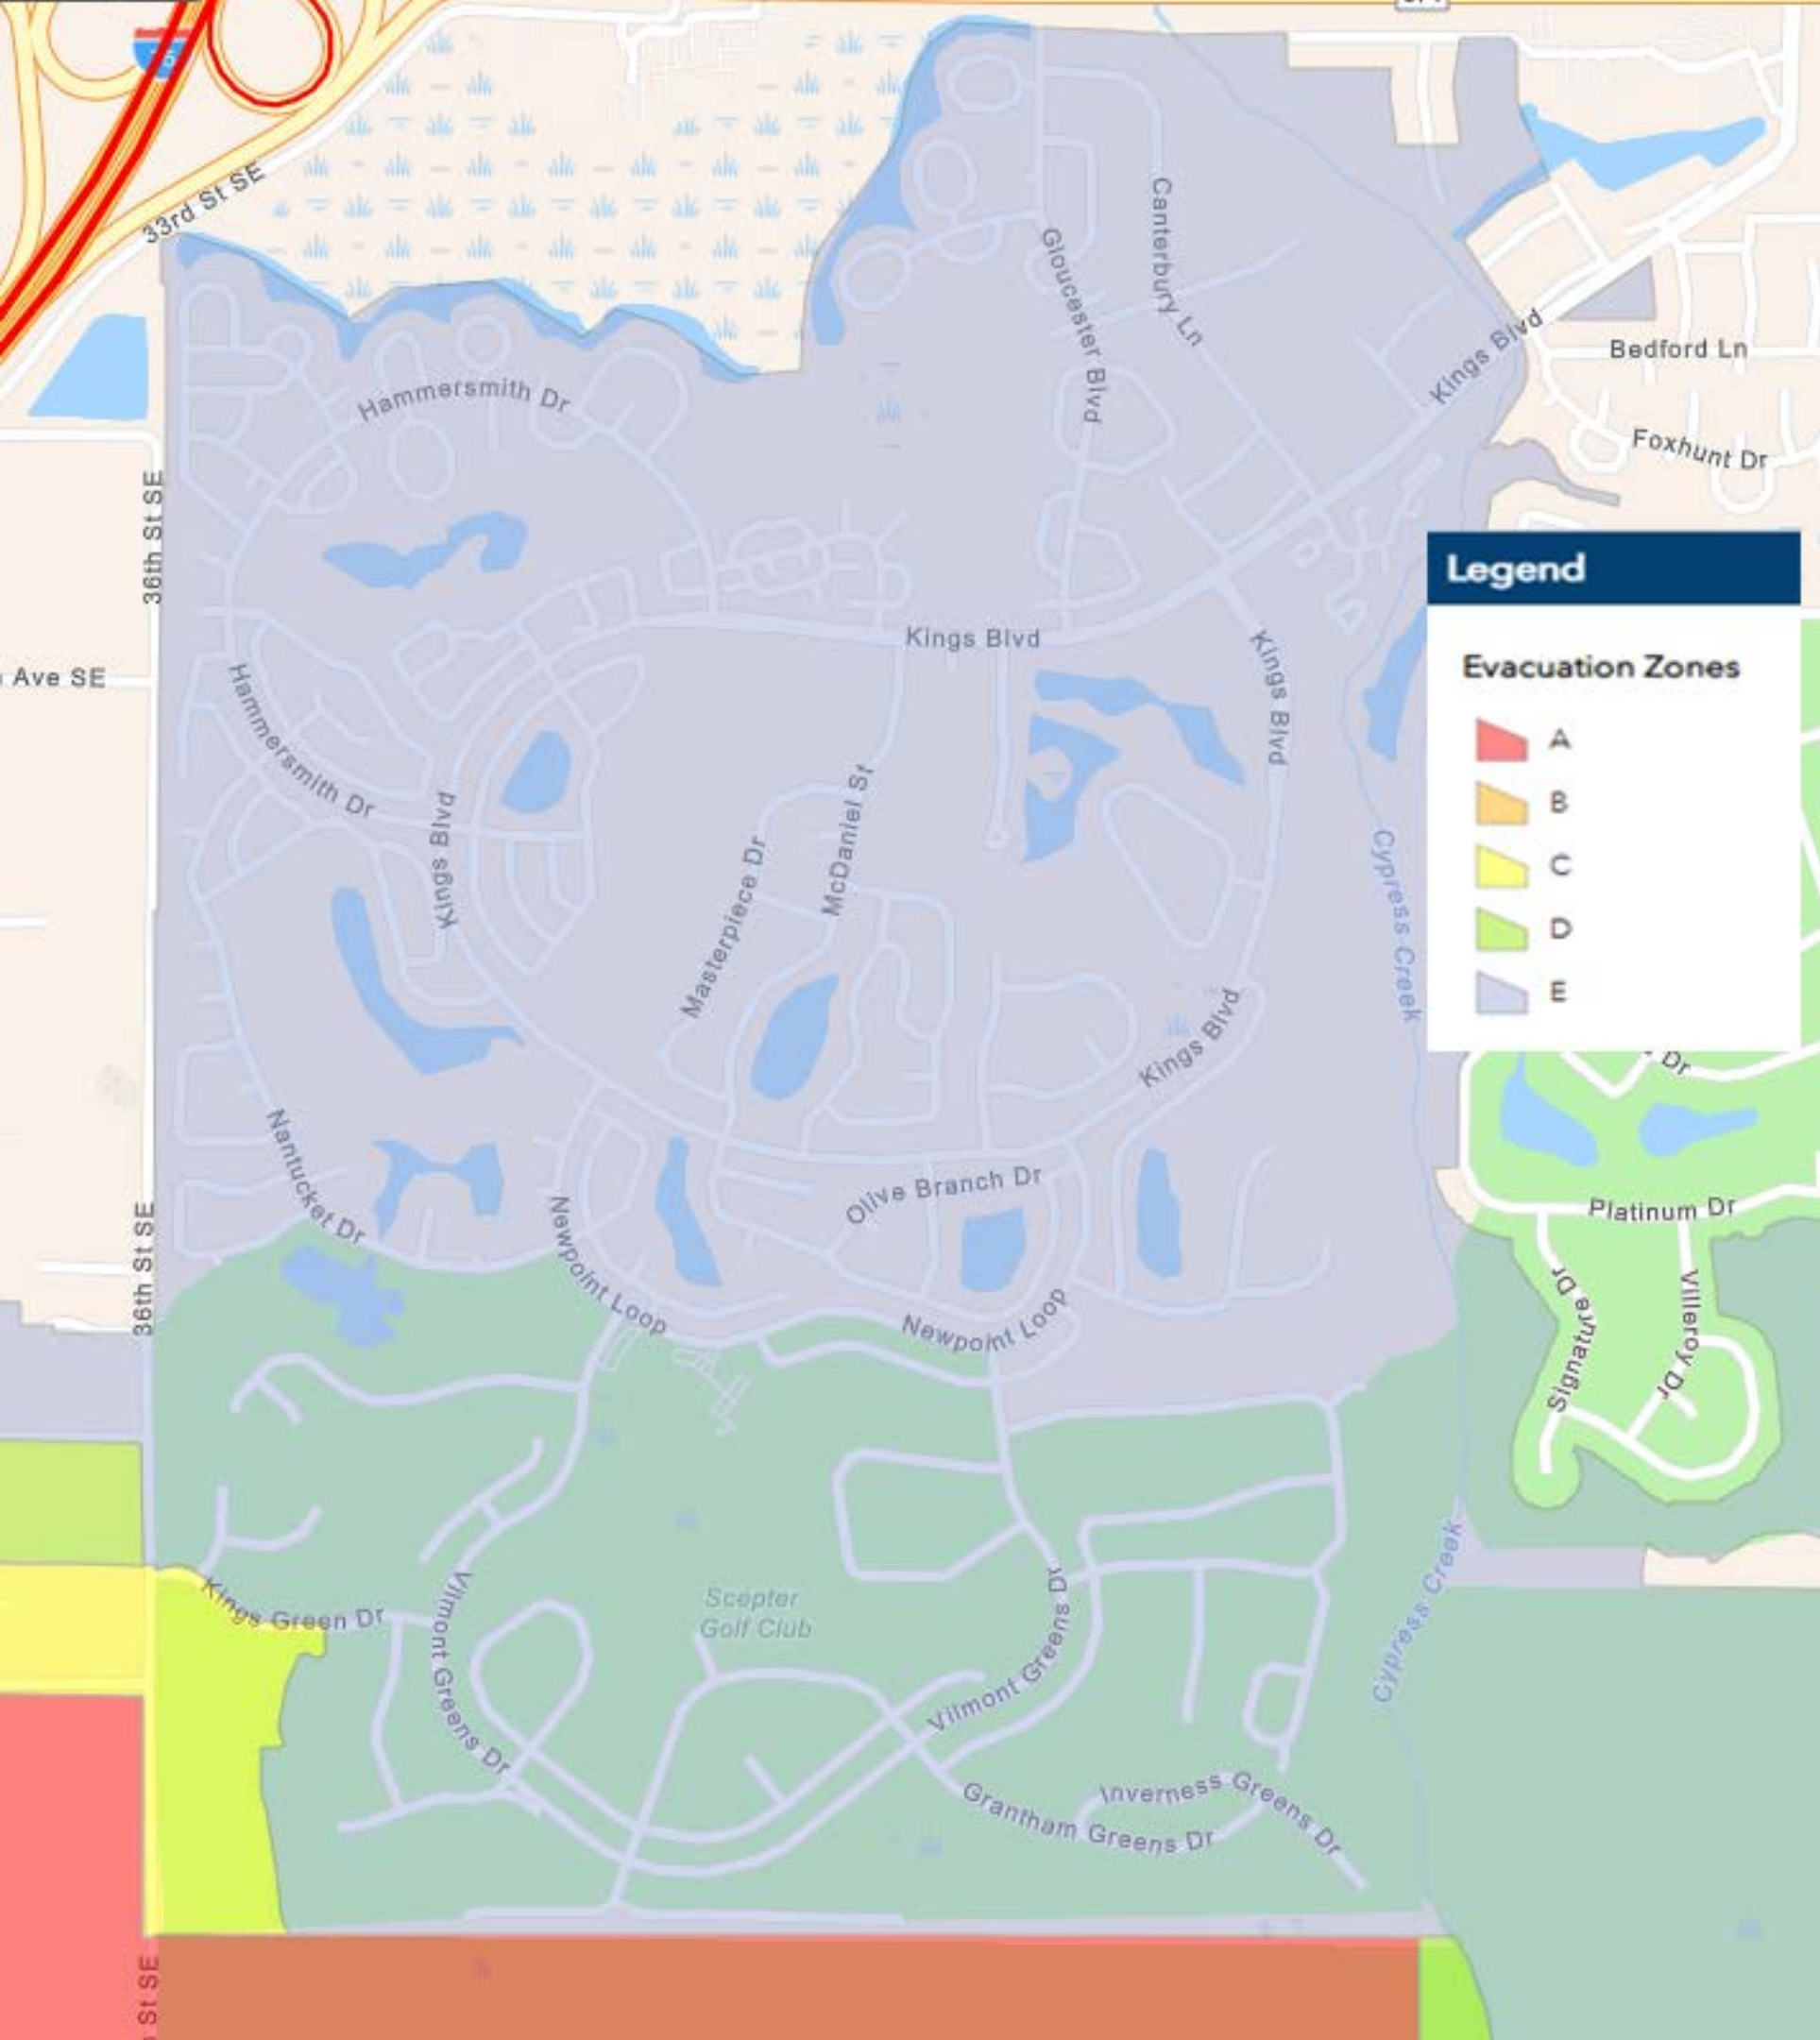 33rd St SE
Canterbury Ln
Gloucester Blvd
Kings Blvd
Bedford Ln
Hammersmith Dr
Foxhunt Dr
36th St SE
Legend
Kings Blvd
Kings Blvd
Ave SE
Evacuation Zones
Hammersmith Dr
A
B
Kings Blvd
McDaniel St
Masterpiece Dr
C
Cypress Creek
D
E
Kings Blvd
Dr
Nantucket Dr
Olive Branch Dr
Platinum Dr
36th St SE
Newpoint Loop
Newpoint Loop
Signature Dr
Villeroy Dr
Kings Green Dr
Vilmont Greens Dr
Scepter
Golf Club
Vilmont Greens Dr
Cypress Creek
Inverness Greens Dr
Grantham Greens Dr
St SE